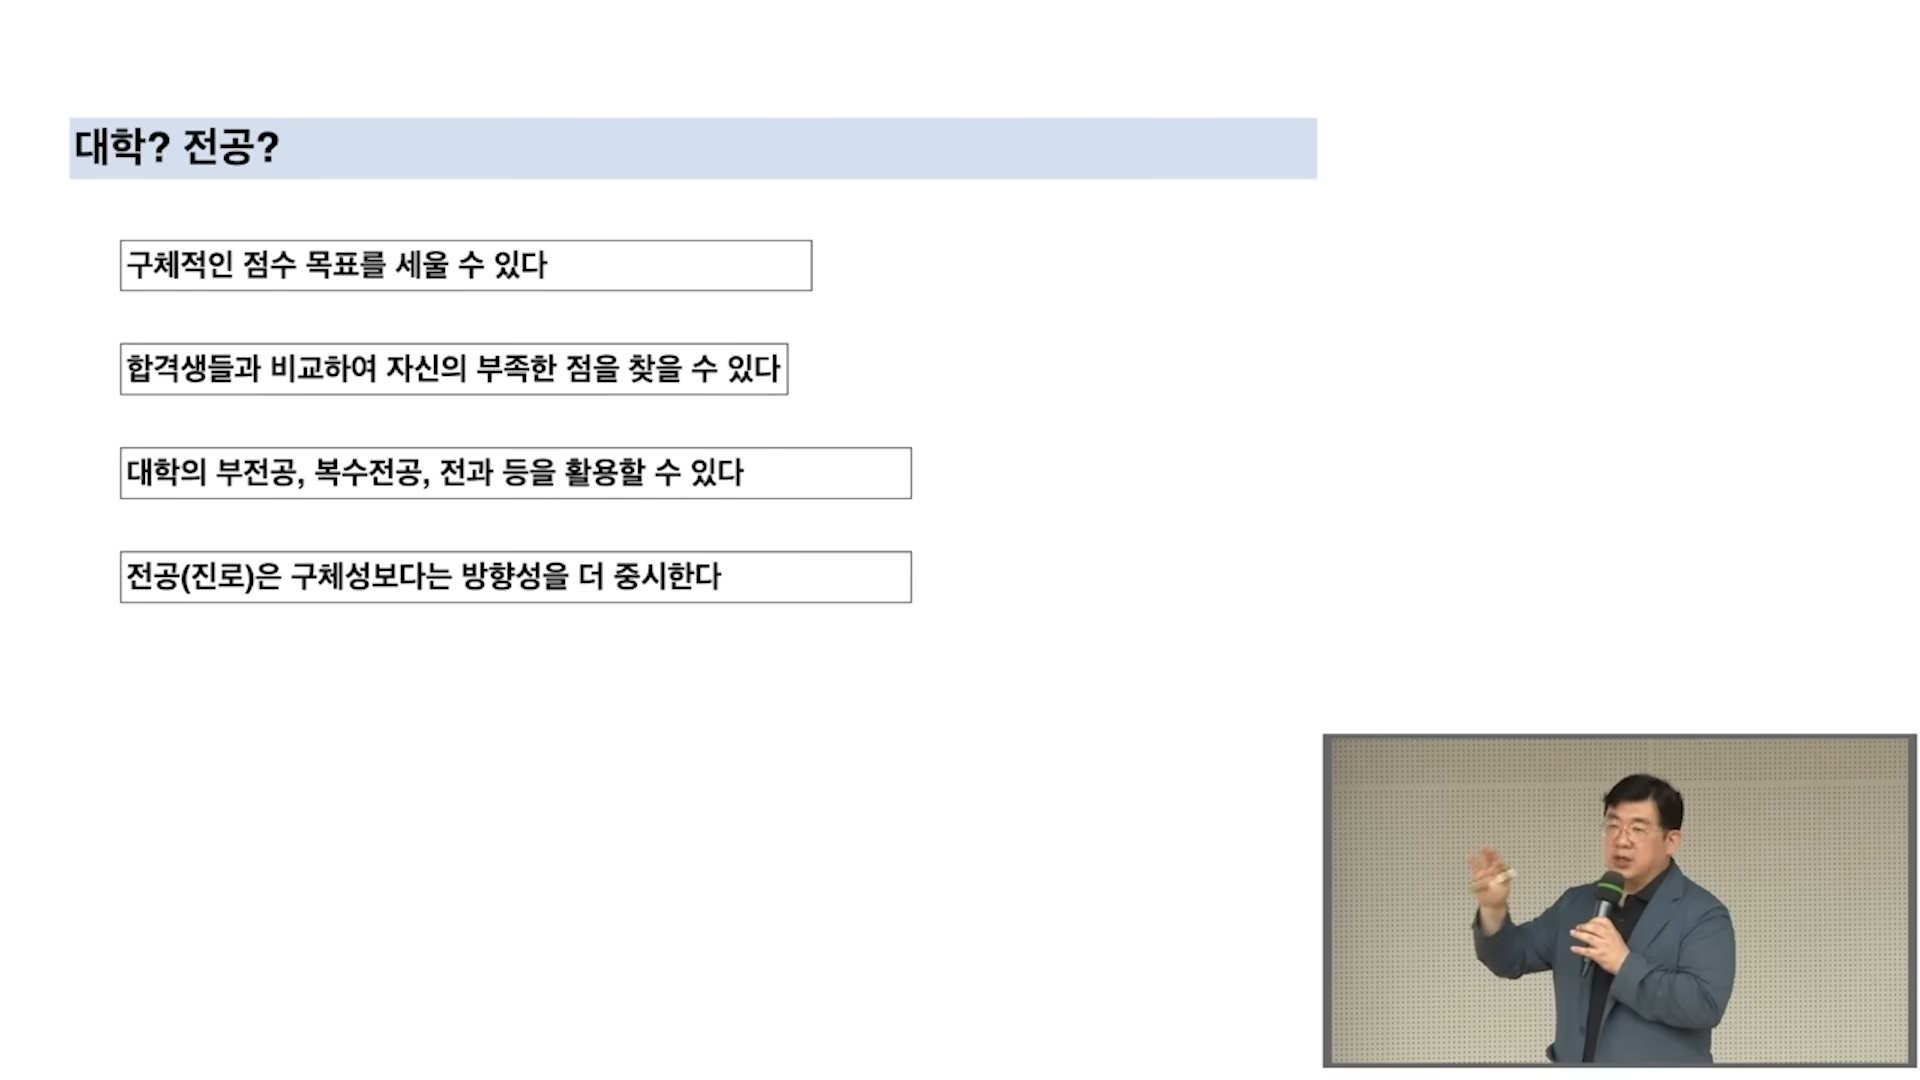 대학? 전공?
구체적인 점수 목표를 세울 수 있다
합격생들과 비교하여 자신의 부족한 점을 찾을 수 있다
대학의 부전공, 복수전공, 전과 등을 활용할 수 있다
전공(진로)은 구체성보다는 방향성을 더 중시한다